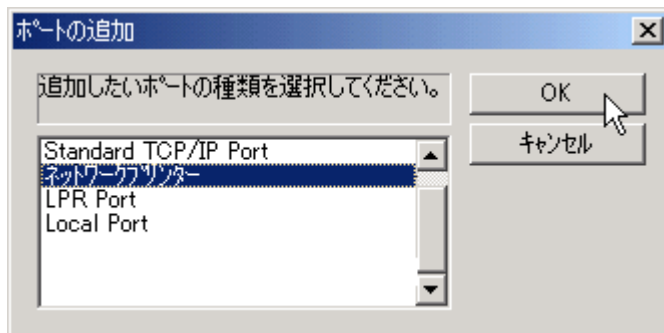 ポートの追加
追加したいポートの種類を選択してください。
OK
キャンセル
Standard TCP/IP Port
ネットワークプリンター
LPR Port
Local Port